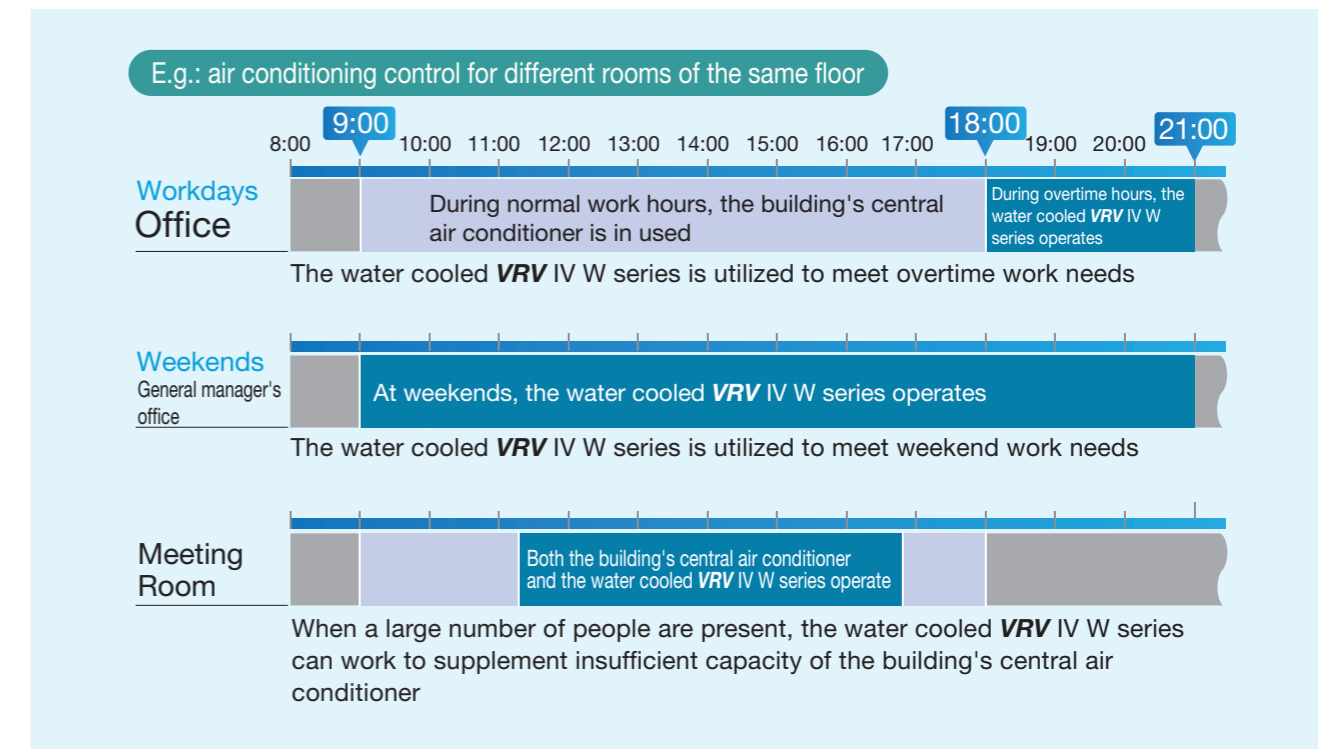 E.g.: air conditioning control for different rooms of the same floor
8:00 9:00 10:00 11:00 12:00 13:00 14:00 15:00 16:00 17:00 18:00 19:00 20:00 21:00
Workdays
Office
During normal work hours, the building's central
air conditioner is in used
During overtime hours, the
water cooled VRV IV W
series operates
The water cooled VRV IV W series is utilized to meet overtime work needs
Weekends
General manager's
office
At weekends, the water cooled VRV IV W series operates
The water cooled VRV IV W series is utilized to meet weekend work needs
Meeting
Room
Both the building's central air conditioner
and the water cooled VRV IV W series operate
When a large number of people are present, the water cooled VRV IV W series
can work to supplement insufficient capacity of the building's central air
conditioner